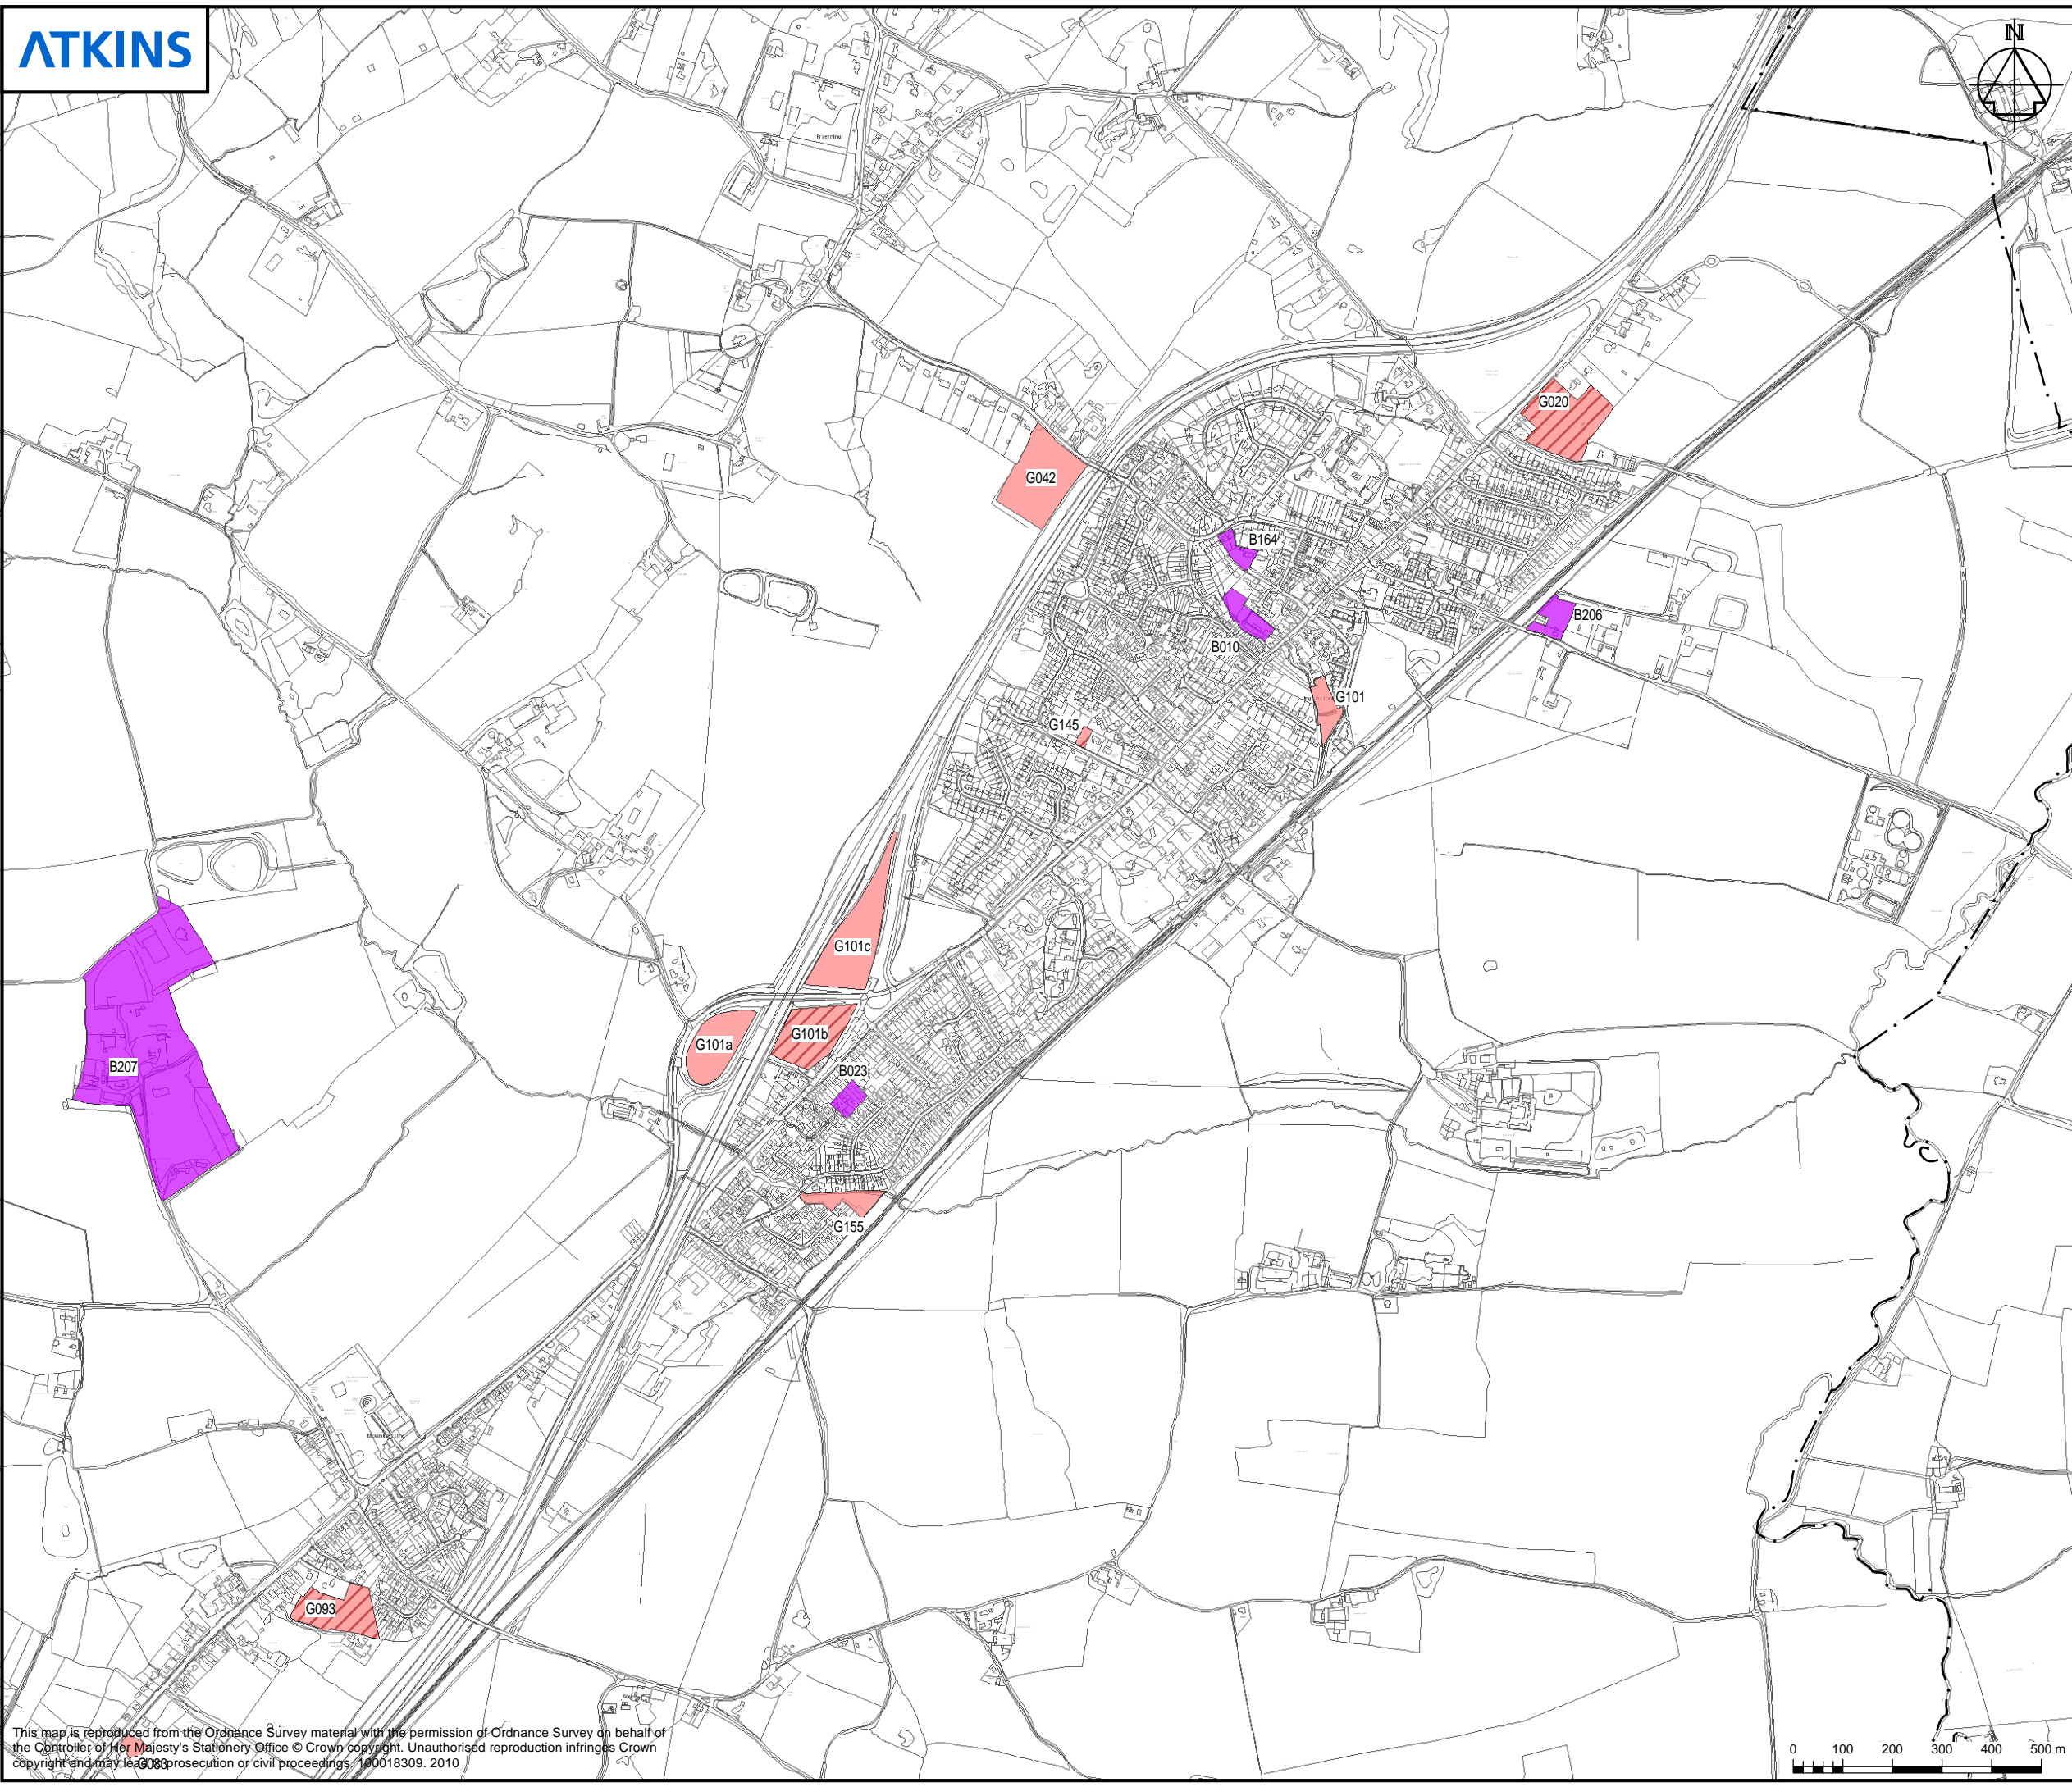 ATKINS
N
Fryerning
G020
G042
B164
B206
B010
G101
G145
G101c
G101a
G101b
B207
B023
G155
G093
G083
This map is reproduced from the Ordnance Survey material with the permission of Ordnance Survey on behalf of
the Controller of Her Majesty's Stationery Office © Crown copyright. Unauthorised reproduction infringes Crown
copyright and may lead to prosecution or civil proceedings. 100018309. 2010
0 100 200 300 400 500 m